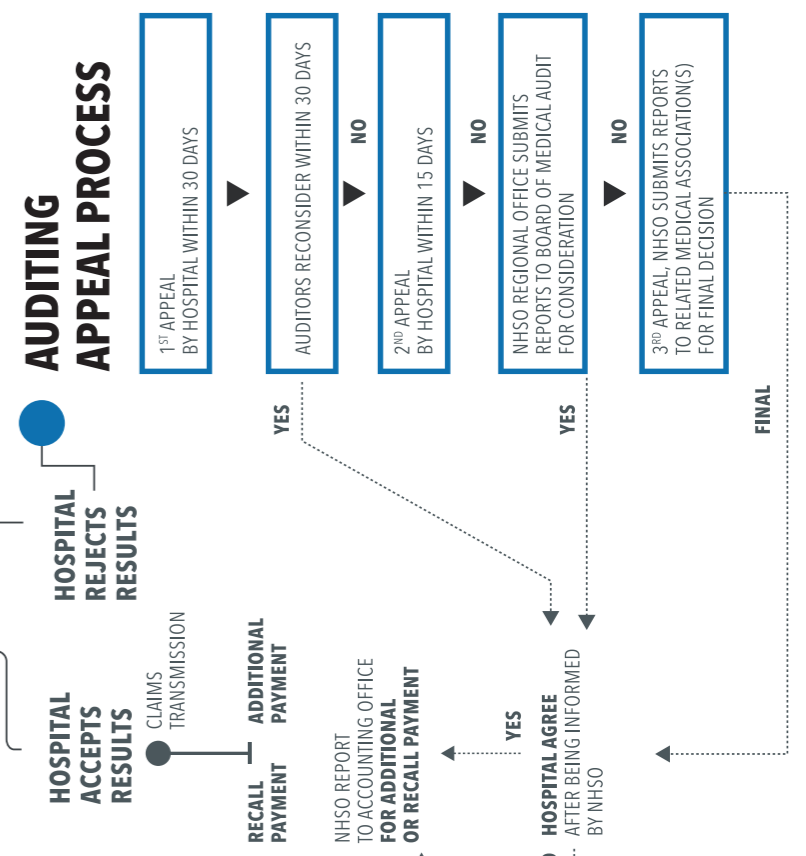 HOSPITAL
ACCEPTS
RESULTS
CLAIMS
TRANSMISSION
RECALL
PAYMENT
ADDITIONAL
PAYMENT
NHSO REPORT
TO ACCOUNTING OFFICE
FOR ADDITIONAL
OR RECALL PAYMENT
YES
HOSPITAL AGREE
AFTER BEING INFORMED
BY NHSO
HOSPITAL
REJECTS
RESULTS
AUDITING
APPEAL PROCESS
1ST APPEAL
BY HOSPITAL WITHIN 30 DAYS
AUDITORS RECONSIDER WITHIN 30 DAYS
YES
NO
2ND APPEAL
BY HOSPITAL WITHIN 15 DAYS
NO
NHSO REGIONAL OFFICE SUBMITS
REPORTS TO BOARD OF MEDICAL AUDIT
FOR CONSIDERATION
YES
NO
3RD APPEAL, NHSO SUBMITS REPORTS
TO RELATED MEDICAL ASSOCIATION(S)
FOR FINAL DECISION
FINAL